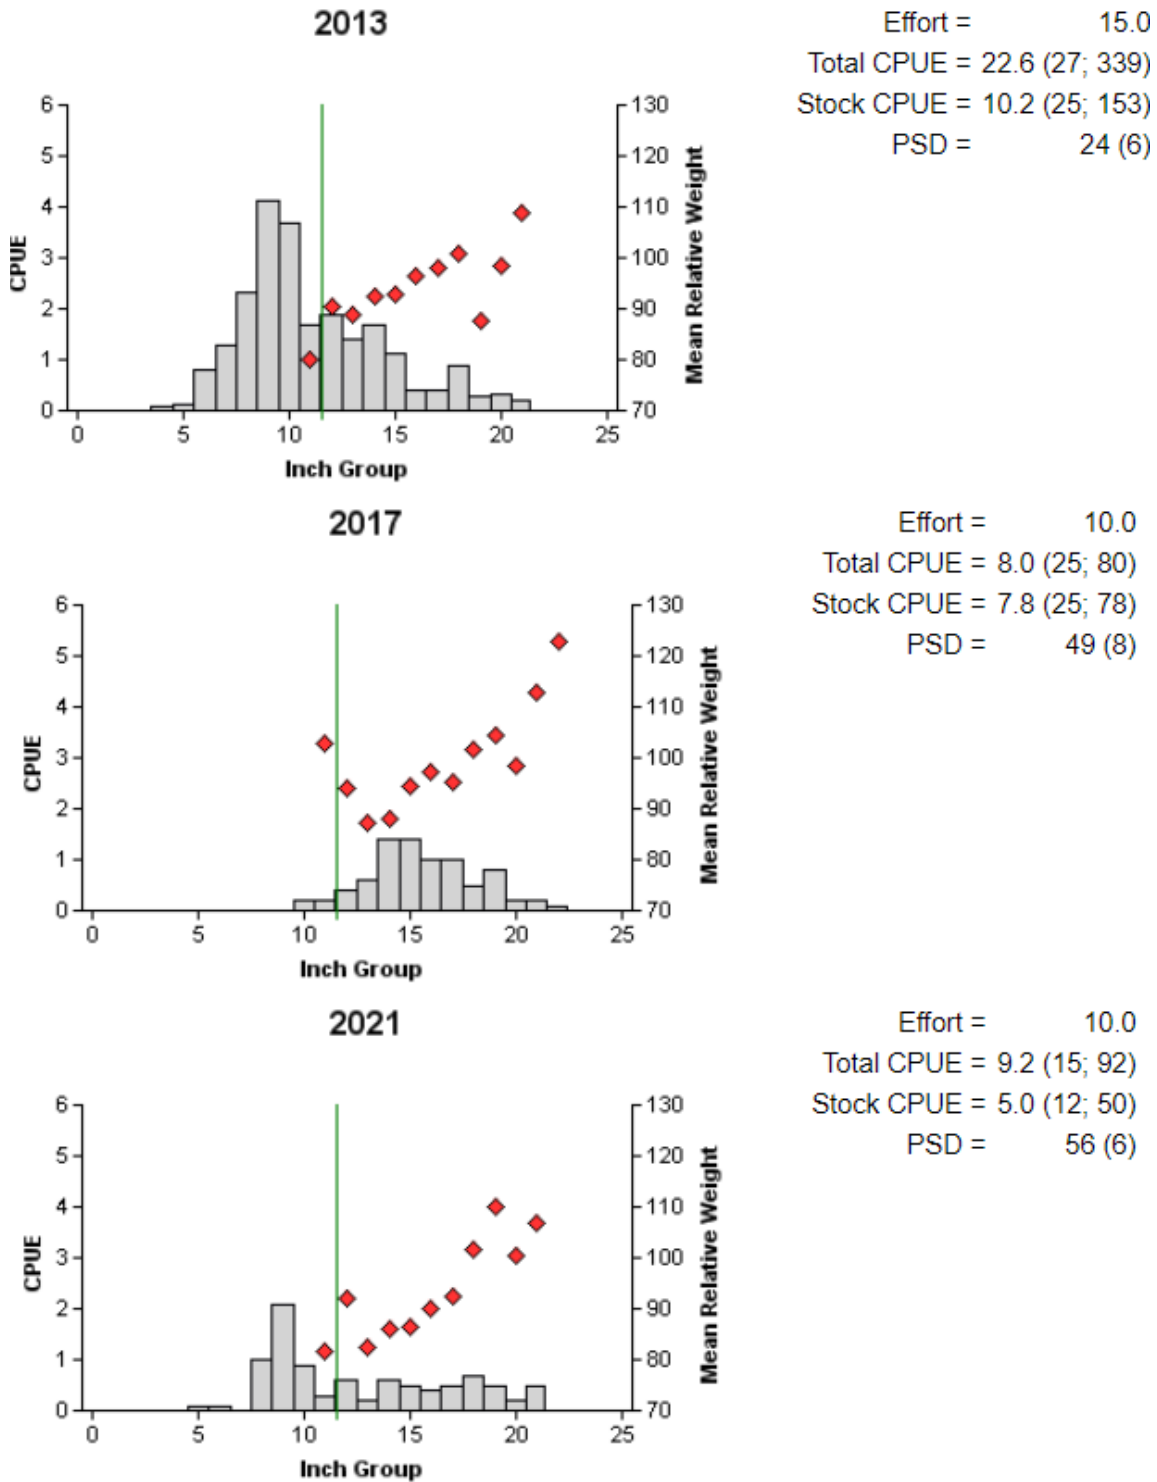 2013
Effort = 15.0
Total CPUE = 22.6 (27; 339)
Stock CPUE = 10.2 (25; 153)
PSD = 24 (6)
6 130
5 120
4 110
3 100
2 90
1 80
0 70
CPUE
Mean Relative Weight
0 5 10 15 20 25
Inch Group
2017
Effort = 10.0
Total CPUE = 8.0 (25; 80)
Stock CPUE = 7.8 (25; 78)
PSD = 49 (8)
6 130
5 120
4 110
3 100
2 90
1 80
0 70
CPUE
Mean Relative Weight
0 5 10 15 20 25
Inch Group
2021
Effort = 10.0
Total CPUE = 9.2 (15; 92)
Stock CPUE = 5.0 (12; 50)
PSD = 56 (6)
6 130
5 120
4 110
3 100
2 90
1 80
0 70
CPUE
Mean Relative Weight
0 5 10 15 20 25
Inch Group